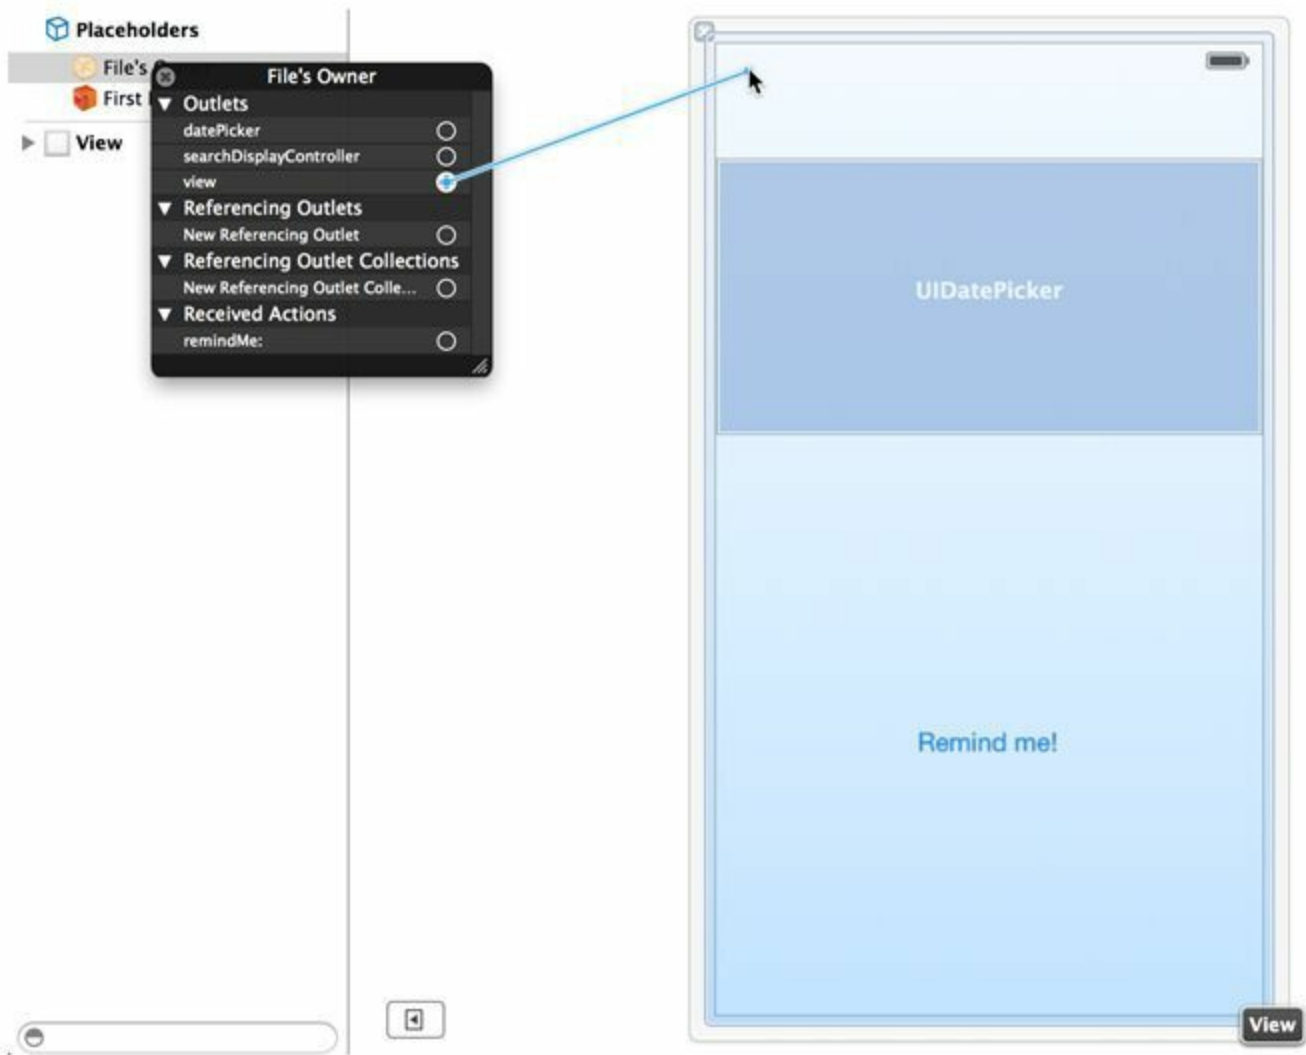 Placeholders
File's
First
View
File's Owner
Outlets
datePicker
searchDisplayController
view
Referencing Outlets
New Referencing Outlet
Referencing Outlet Collections
New Referencing Outlet Colle...
Received Actions
remindMe:
UIDatePicker
Remind me!
View